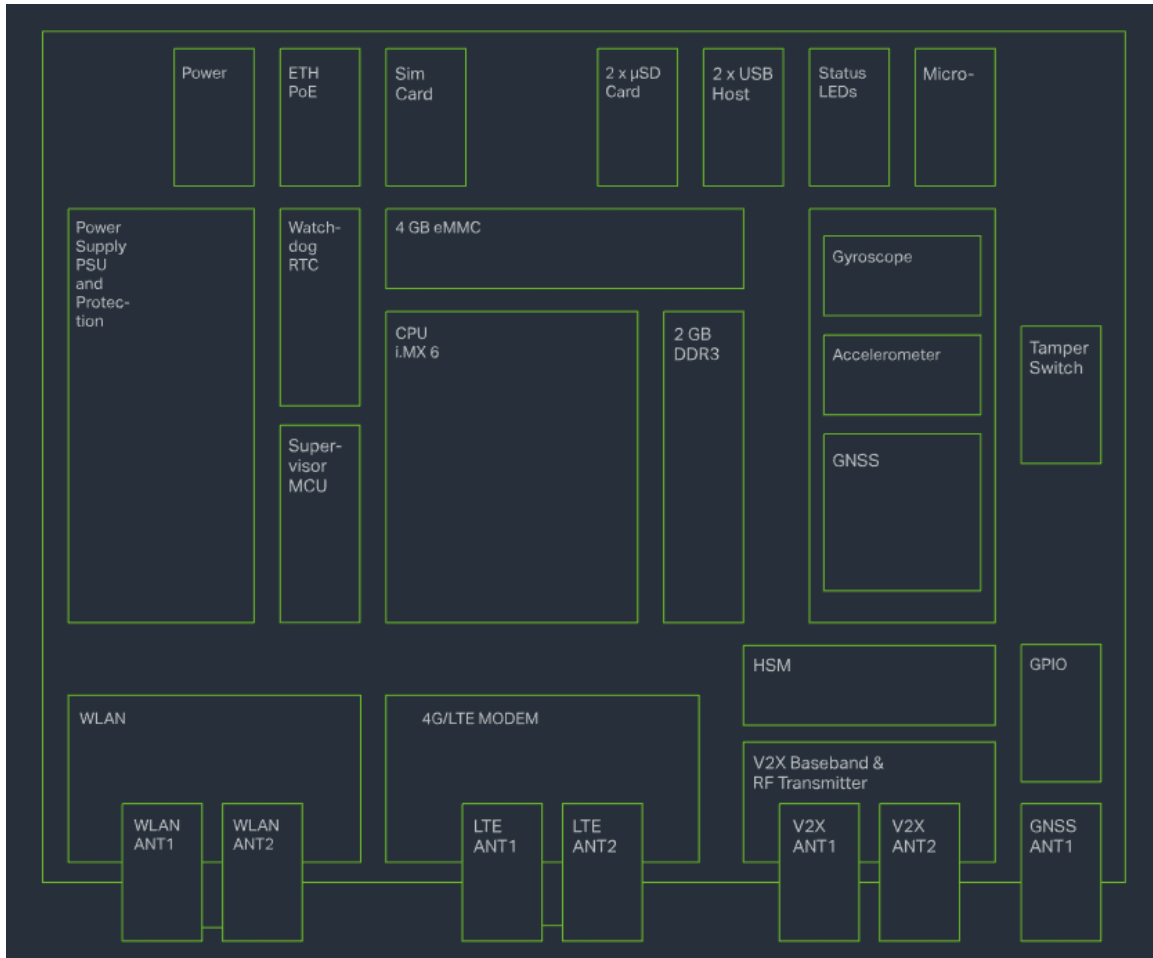 Power
ETH
PoE
Sim
Card
2 x µSD
Card
2 x USB
Host
Status
LEDs
Micro-
Power
Supply
PSU
and
Protec-
tion
Watch-
dog
RTC
4 GB eMMC
Gyroscope
CPU
i.MX 6
2 GB
DDR3
Accelerometer
Tamper
Switch
Super-
visor
MCU
GNSS
HSM
GPIO
WLAN
4G/LTE MODEM
V2X Baseband &
RF Transmitter
WLAN
ANT1
WLAN
ANT2
LTE
ANT1
LTE
ANT2
V2X
ANT1
V2X
ANT2
GNSS
ANT1